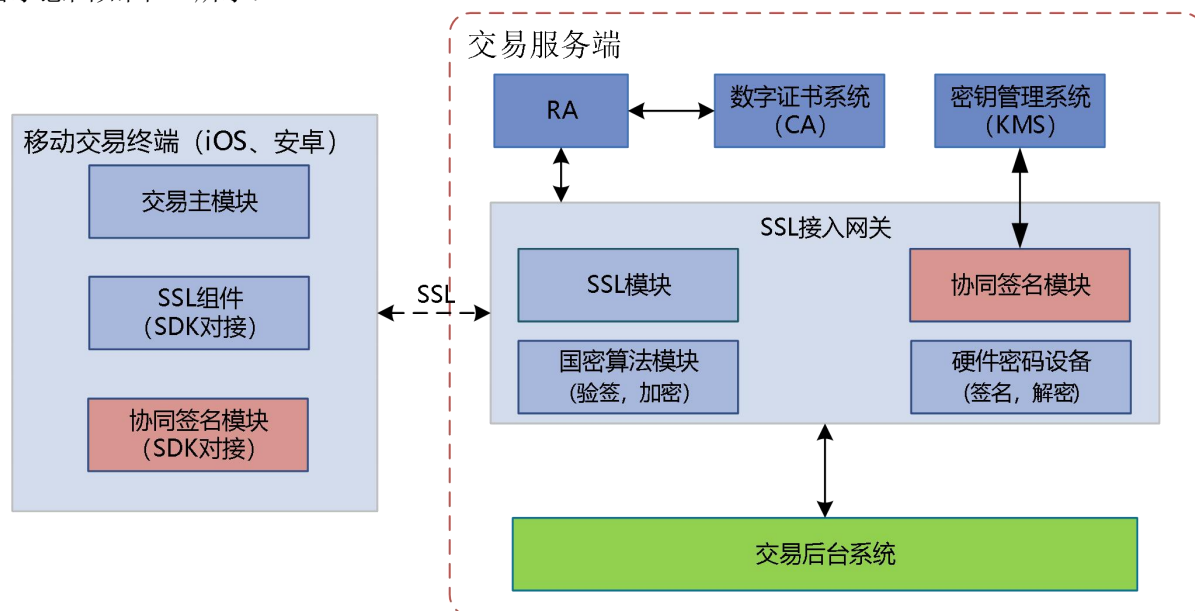 交易服务端
RA
数字证书系统
（CA）
密钥管理系统
（KMS）
移动交易终端（iOS、安卓）
交易主模块
SSL组件
（SDK对接）
协同签名模块
（SDK对接）
SSL
SSL接入网关
SSL模块
协同签名模块
国密算法模块
(验签，加密）
硬件密码设备
(签名，解密)
交易后台系统